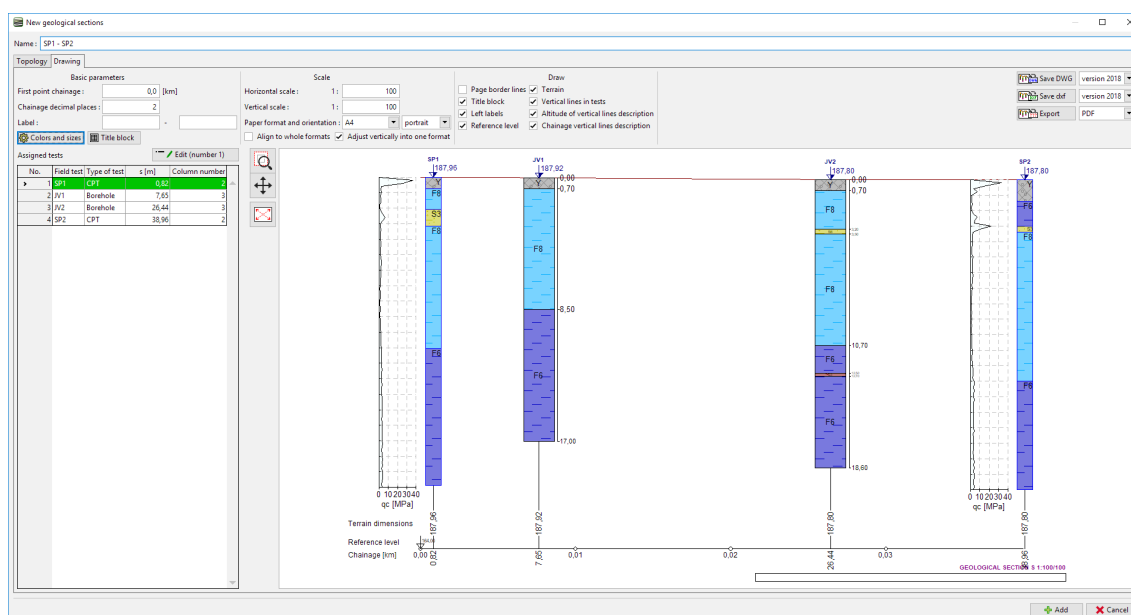 New geological sections
Name : SP1 - SP2
Topology Drawing
Basic parameters
First point chainage : 0,0 [km]
Chainage decimal places : 2
Label : -
Colors and sizes Title block
Scale
Horizontal scale : 1 : 100
Vertical scale : 1 : 100
Paper format and orientation : A4 portrait
Align to whole formats Adjust vertically into one format
Draw
Page border lines Terrain
Title block Vertical lines in tests
Left labels Altitude of vertical lines description
Reference level Chainage vertical lines description
Save DWG version 2018
Save dxf version 2018
Export PDF
Assigned tests Edit (number 1)
No. Field test Type of test s [m] Column number
1 SP1 CPT 0,82 2
2 JV1 Borehole 7,65 3
3 JV2 Borehole 26,44 3
4 SP2 CPT 38,96 2
SP1 JV1 JV2 SP2
187,96 187,92 187,80 187,80
Y Y 0,00 Y 0,00
F8 0,70 0,70 F6
S3 F8
F8 F8
F8
F8
8,50
10,70
F6 F6 F6 F6
F6
17,00
18,60
0 10 20 30 40
qc [MPa]
0 10 20 30 40
qc [MPa]
Terrain dimensions 187,96 187,92 187,80 187,80
Reference level
Chainage [km] 0,00 0,82 7,65 0,01 0,02 26,44 0,03 38,96
GEOLOGICAL SECTION S 1:100/100
Add Cancel